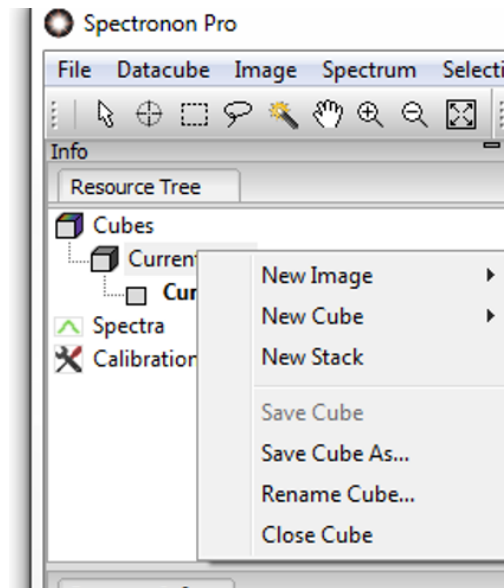 Spectronon Pro
File Datacube Image Spectrum Selecti
Info
Resource Tree
Cubes
Current
Cur
Spectra
Calibration
New Image
New Cube
New Stack
Save Cube
Save Cube As...
Rename Cube...
Close Cube